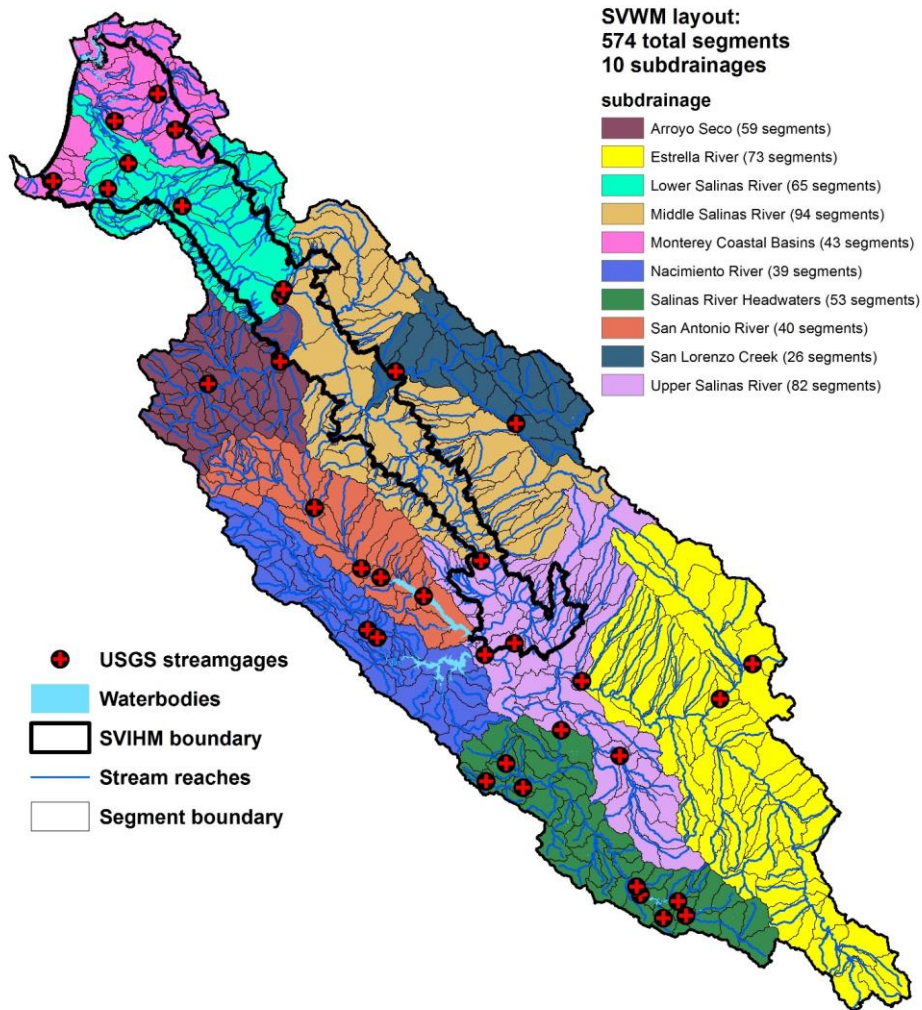 SVWM layout:
574 total segments
10 subdrainages
subdrainage
Arroyo Seco (59 segments)
Estrella River (73 segments)
Lower Salinas River (65 segments)
Middle Salinas River (94 segments)
Monterey Coastal Basins (43 segments)
Nacimiento River (39 segments)
Salinas River Headwaters (53 segments)
San Antonio River (40 segments)
San Lorenzo Creek (26 segments)
Upper Salinas River (82 segments)
USGS streamgages
Waterbodies
SVIHM boundary
Stream reaches
Segment boundary